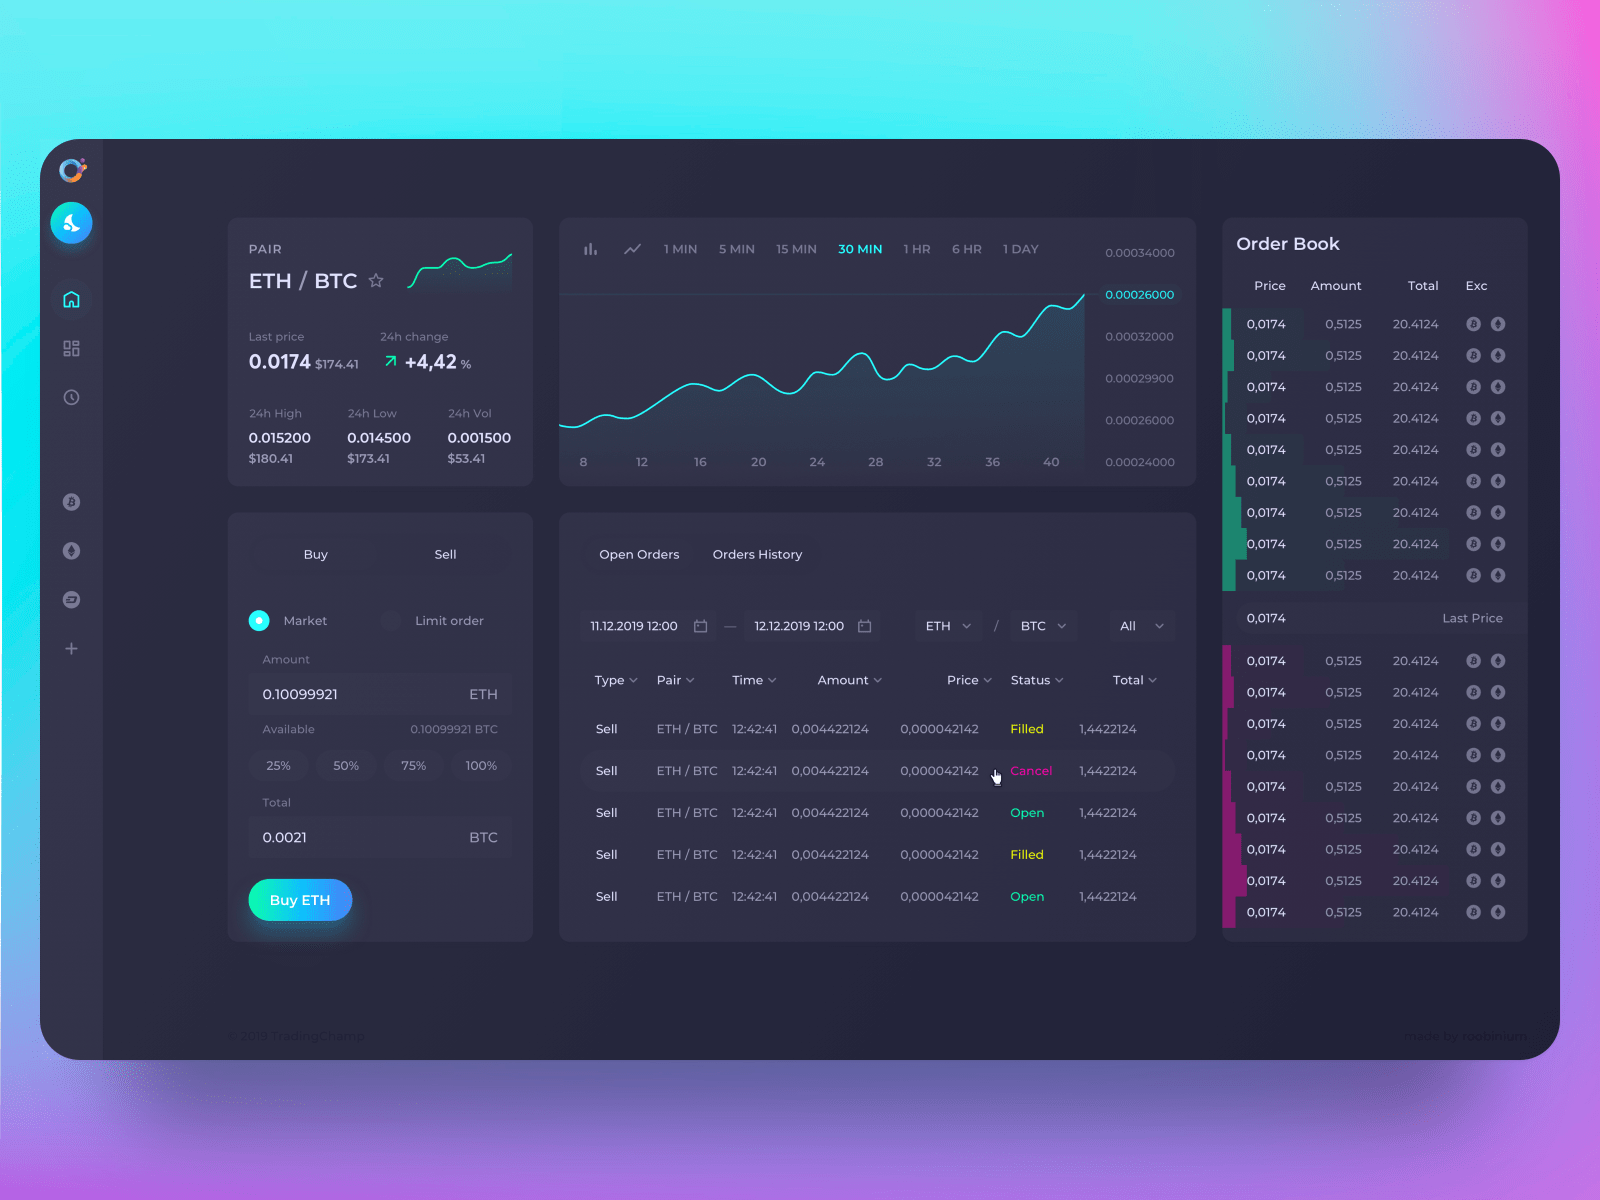 PAIR
ETH / BTC
Last price
24h change
0.0174 $174.41
+4,42 %
24h High
24h Low
24h Vol
0.015200
0.014500
0.001500
$180.41
$173.41
$53.41
1 MIN 5 MIN 15 MIN 30 MIN 1 HR 6 HR 1 DAY
0.00034000
0.00026000
0.00032000
0.00029900
0.00026000
0.00024000
8 12 16 20 24 28 32 36 40
Buy Sell
Market Limit order
Amount
0.10099921 ETH
Available 0.10099921 BTC
25% 50% 75% 100%
Total
0.0021 BTC
Buy ETH
Open Orders Orders History
11.12.2019 12:00 — 12.12.2019 12:00 ETH / BTC All
Type Pair Time Amount Price Status Total
Sell ETH / BTC 12:42:41 0,004422124 0,000042142 Filled 1,4422124
Sell ETH / BTC 12:42:41 0,004422124 0,000042142 Cancel 1,4422124
Sell ETH / BTC 12:42:41 0,004422124 0,000042142 Open 1,4422124
Sell ETH / BTC 12:42:41 0,004422124 0,000042142 Filled 1,4422124
Sell ETH / BTC 12:42:41 0,004422124 0,000042142 Open 1,4422124
Order Book
Price Amount Total Exc
0,0174 0,5125 20.4124
0,0174 0,5125 20.4124
0,0174 0,5125 20.4124
0,0174 0,5125 20.4124
0,0174 0,5125 20.4124
0,0174 0,5125 20.4124
0,0174 0,5125 20.4124
0,0174 0,5125 20.4124
0,0174 0,5125 20.4124
0,0174 Last Price
0,0174 0,5125 20.4124
0,0174 0,5125 20.4124
0,0174 0,5125 20.4124
0,0174 0,5125 20.4124
0,0174 0,5125 20.4124
0,0174 0,5125 20.4124
0,0174 0,5125 20.4124
0,0174 0,5125 20.4124
0,0174 0,5125 20.4124
© 2019 TradingChamp
made by roobinium